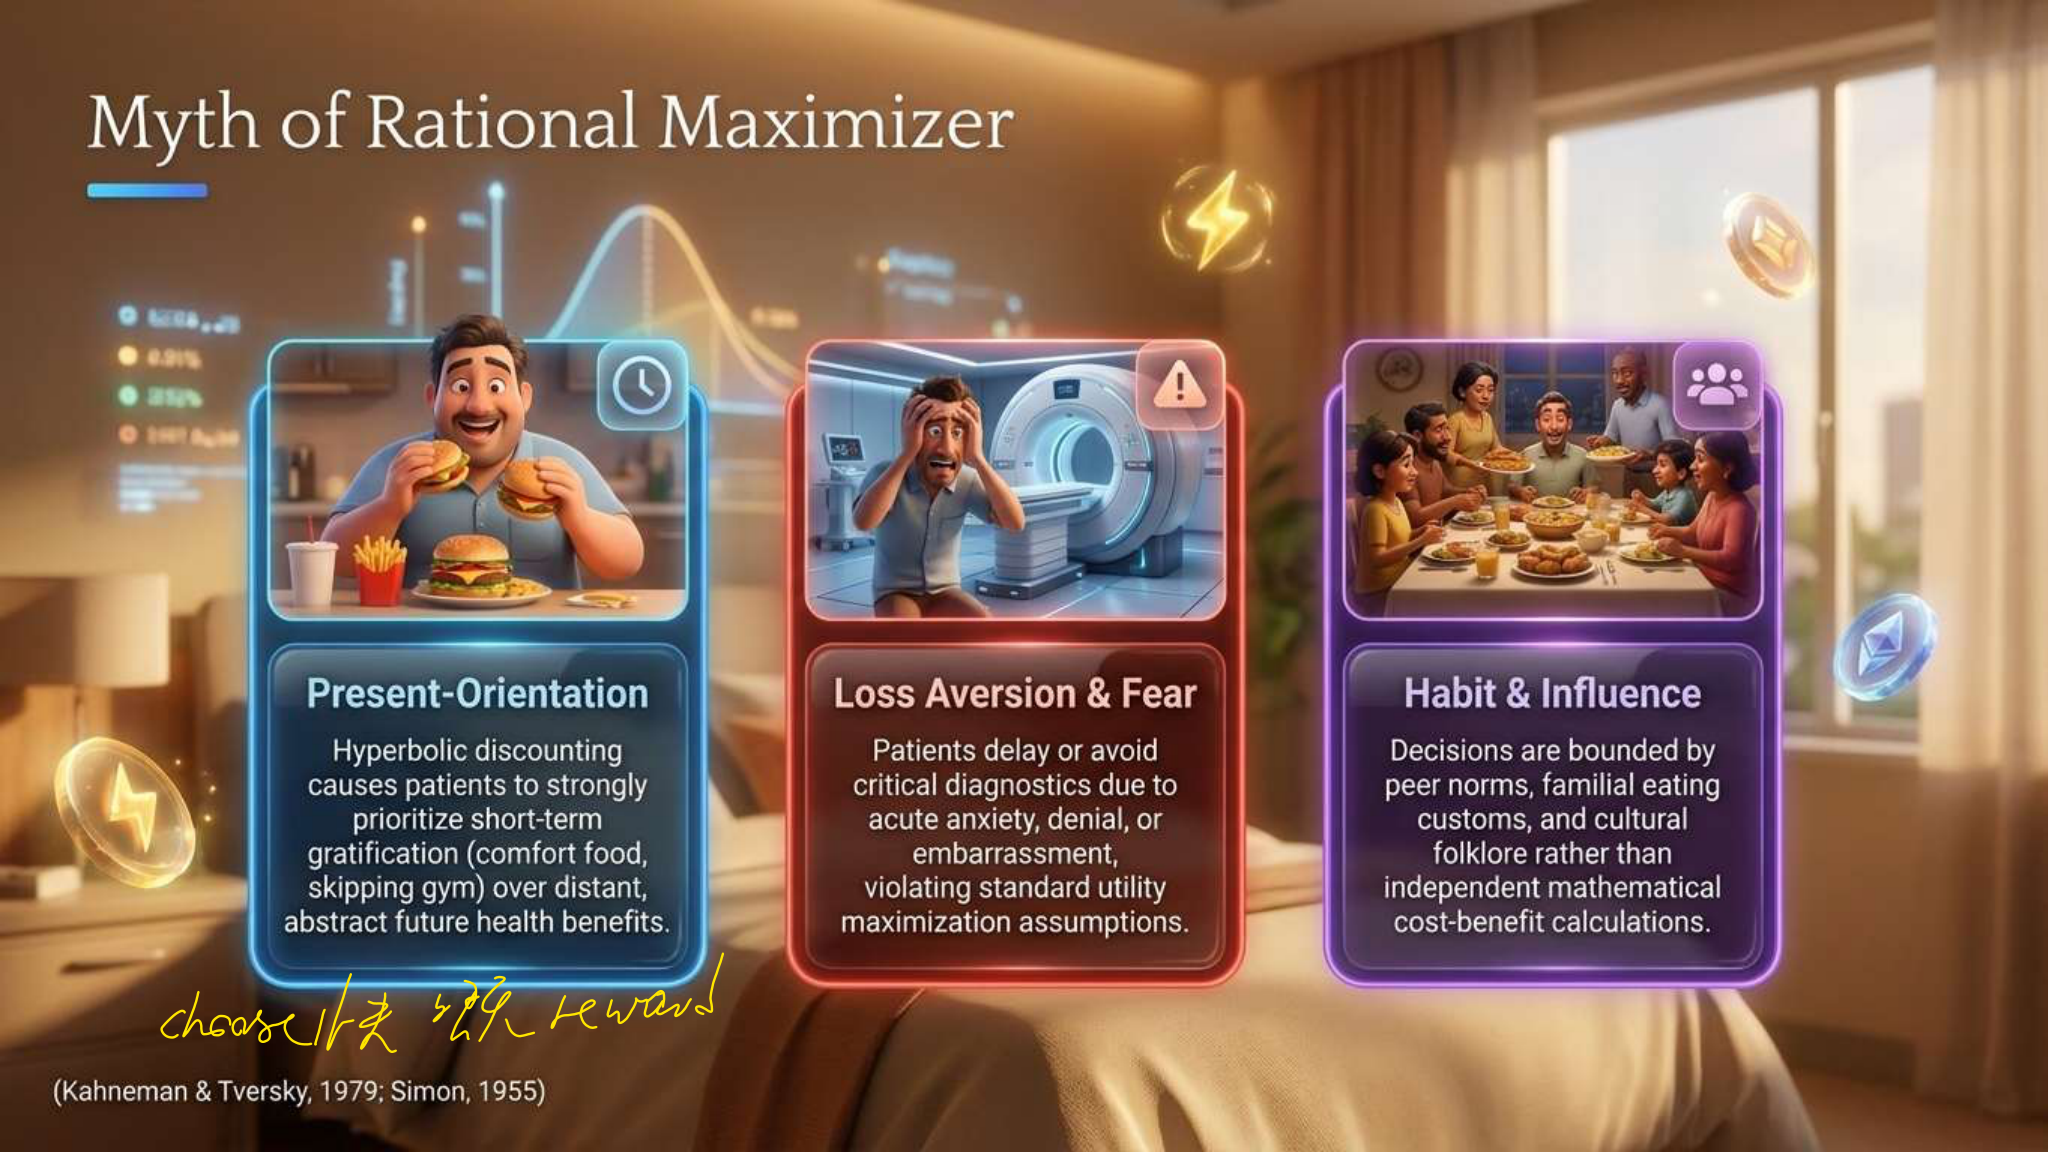 Myth of Rational Maximizer
Present-Orientation
Hyperbolic discounting
causes patients to strongly
prioritize short-term
gratification (comfort food,
skipping gym) over distant,
abstract future health benefits.
Loss Aversion & Fear
Patients delay or avoid
critical diagnostics due to
acute anxiety, denial, or
embarrassment,
violating standard utility
maximization assumptions.
Habit & Influence
Decisions are bounded by
peer norms, familial eating
customs, and cultural
folklore rather than
independent mathematical
cost-benefit calculations.
choose 快 reward
(Kahneman & Tversky, 1979; Simon, 1955)